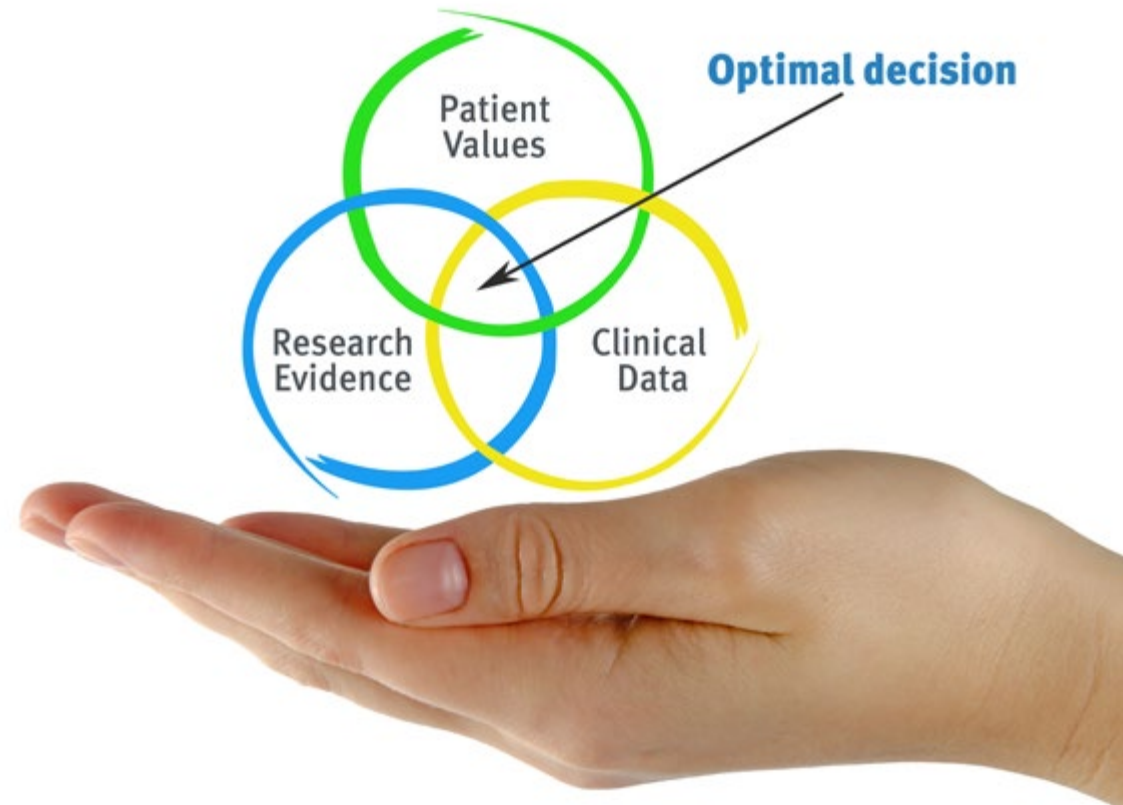 Optimal decision
Patient
Values
Research
Evidence
Clinical
Data